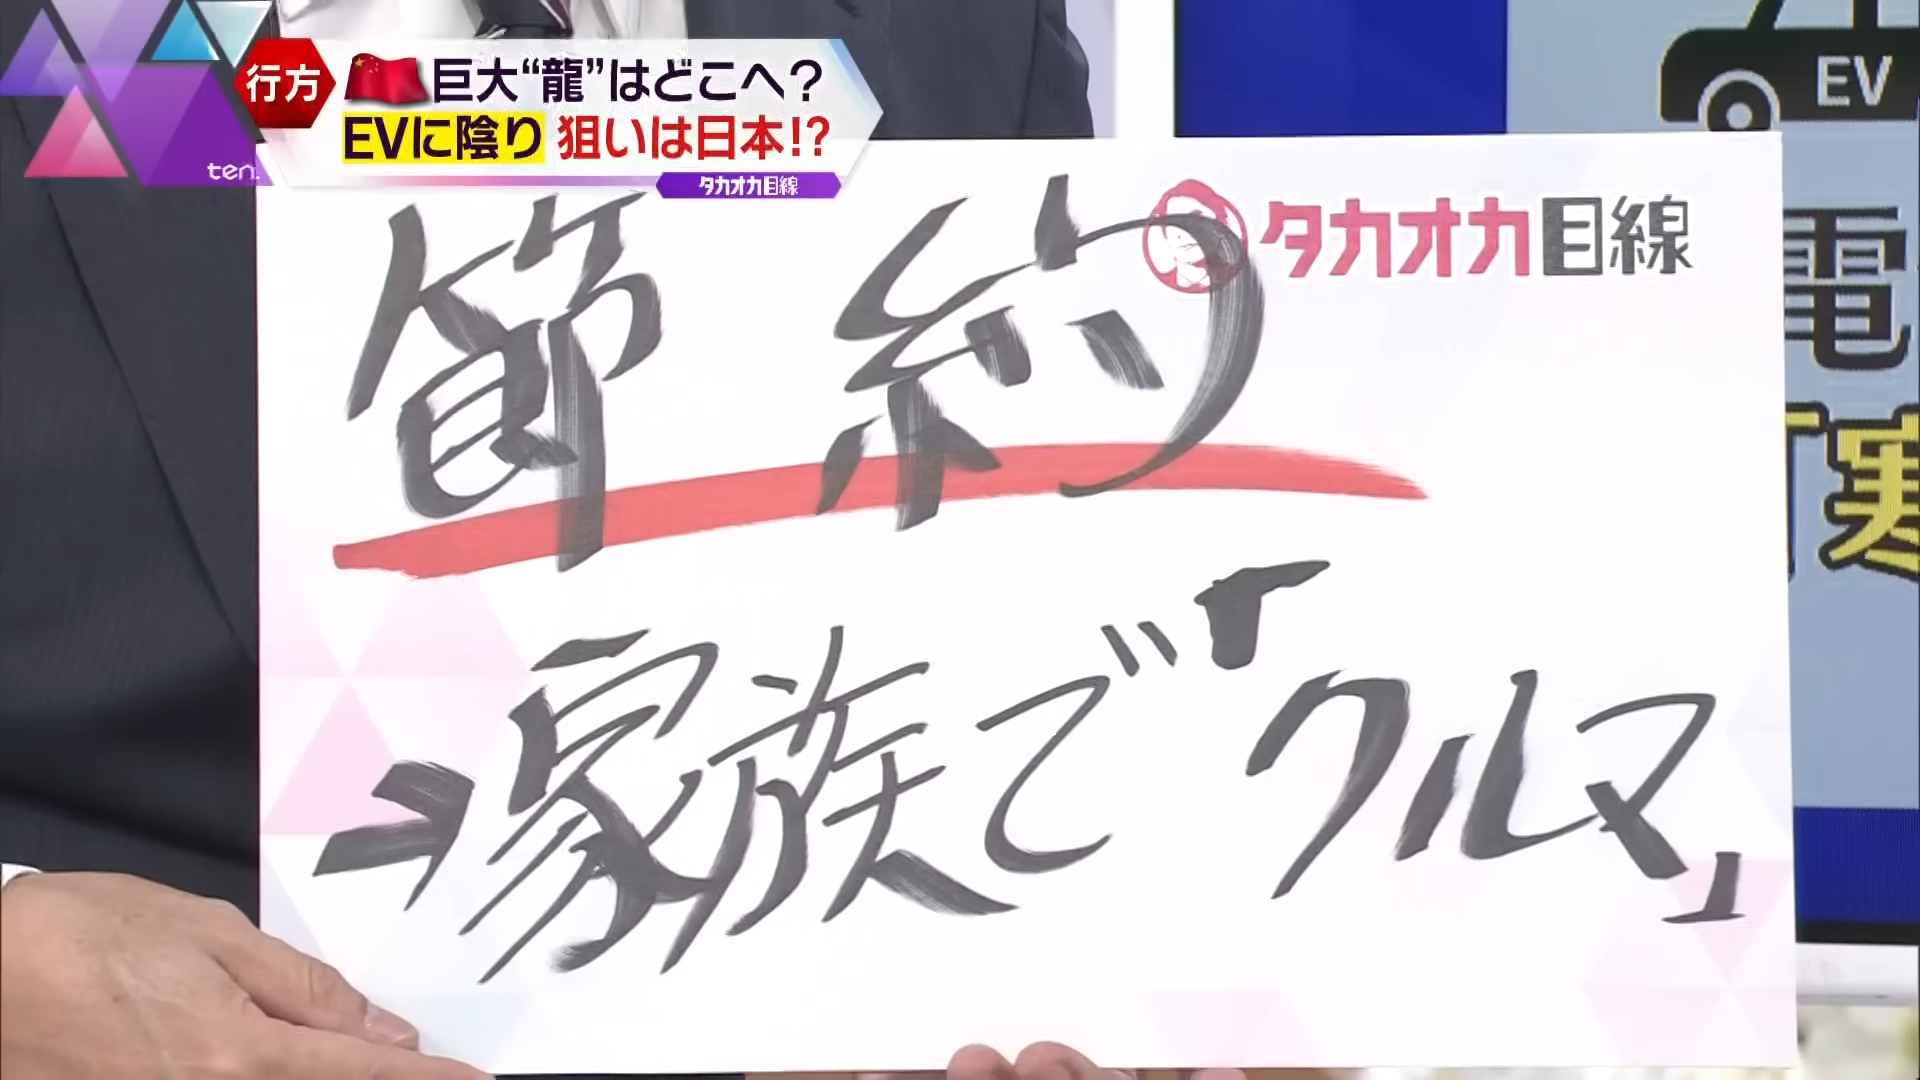 行方
巨大“龍”はどこへ？
EVに陰り 狙いは日本!?
タカオカ目線
ten.
タカオカ目線
節約
→家族で「クルマ」
EV
電
「寒